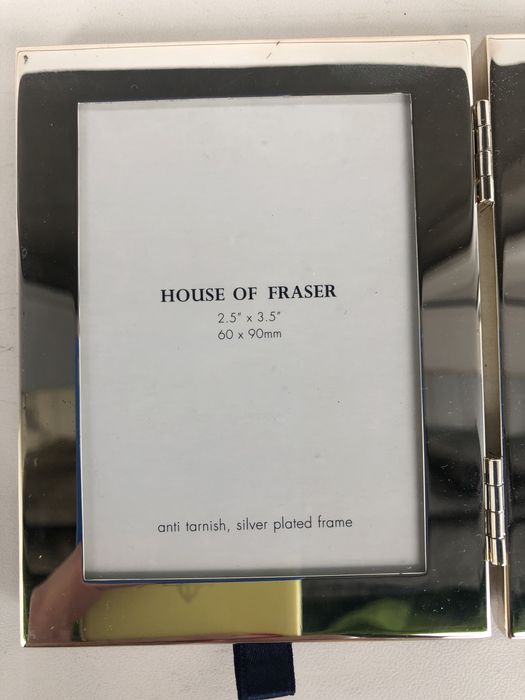 HOUSE OF FRASER
2.5" x 3.5"
60 x 90mm
anti tarnish, silver plated frame